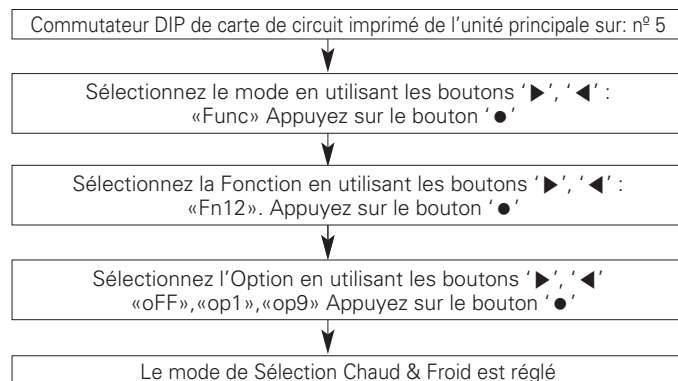 Commutateur DIP de carte de circuit imprimé de l'unité principale sur: nº 5
Sélectionnez le mode en utilisant les boutons '▶', '◀' :
«Func» Appuyez sur le bouton '●'
Sélectionnez la Fonction en utilisant les boutons '▶', '◀' :
«Fn12». Appuyez sur le bouton '●'
Sélectionnez l'Option en utilisant les boutons '▶', '◀'
«oFF»,«op1»,«op9» Appuyez sur le bouton '●'
Le mode de Sélection Chaud & Froid est réglé